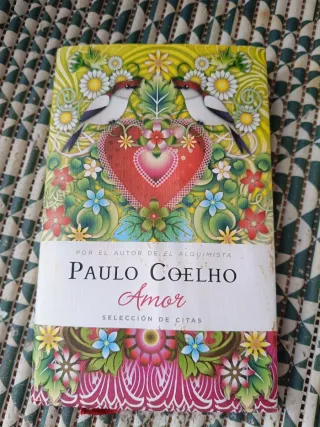 POR EL AUTOR DE EL ALQUIMISTA
PAULO COELHO
Amor
SELECCIÓN DE CITAS